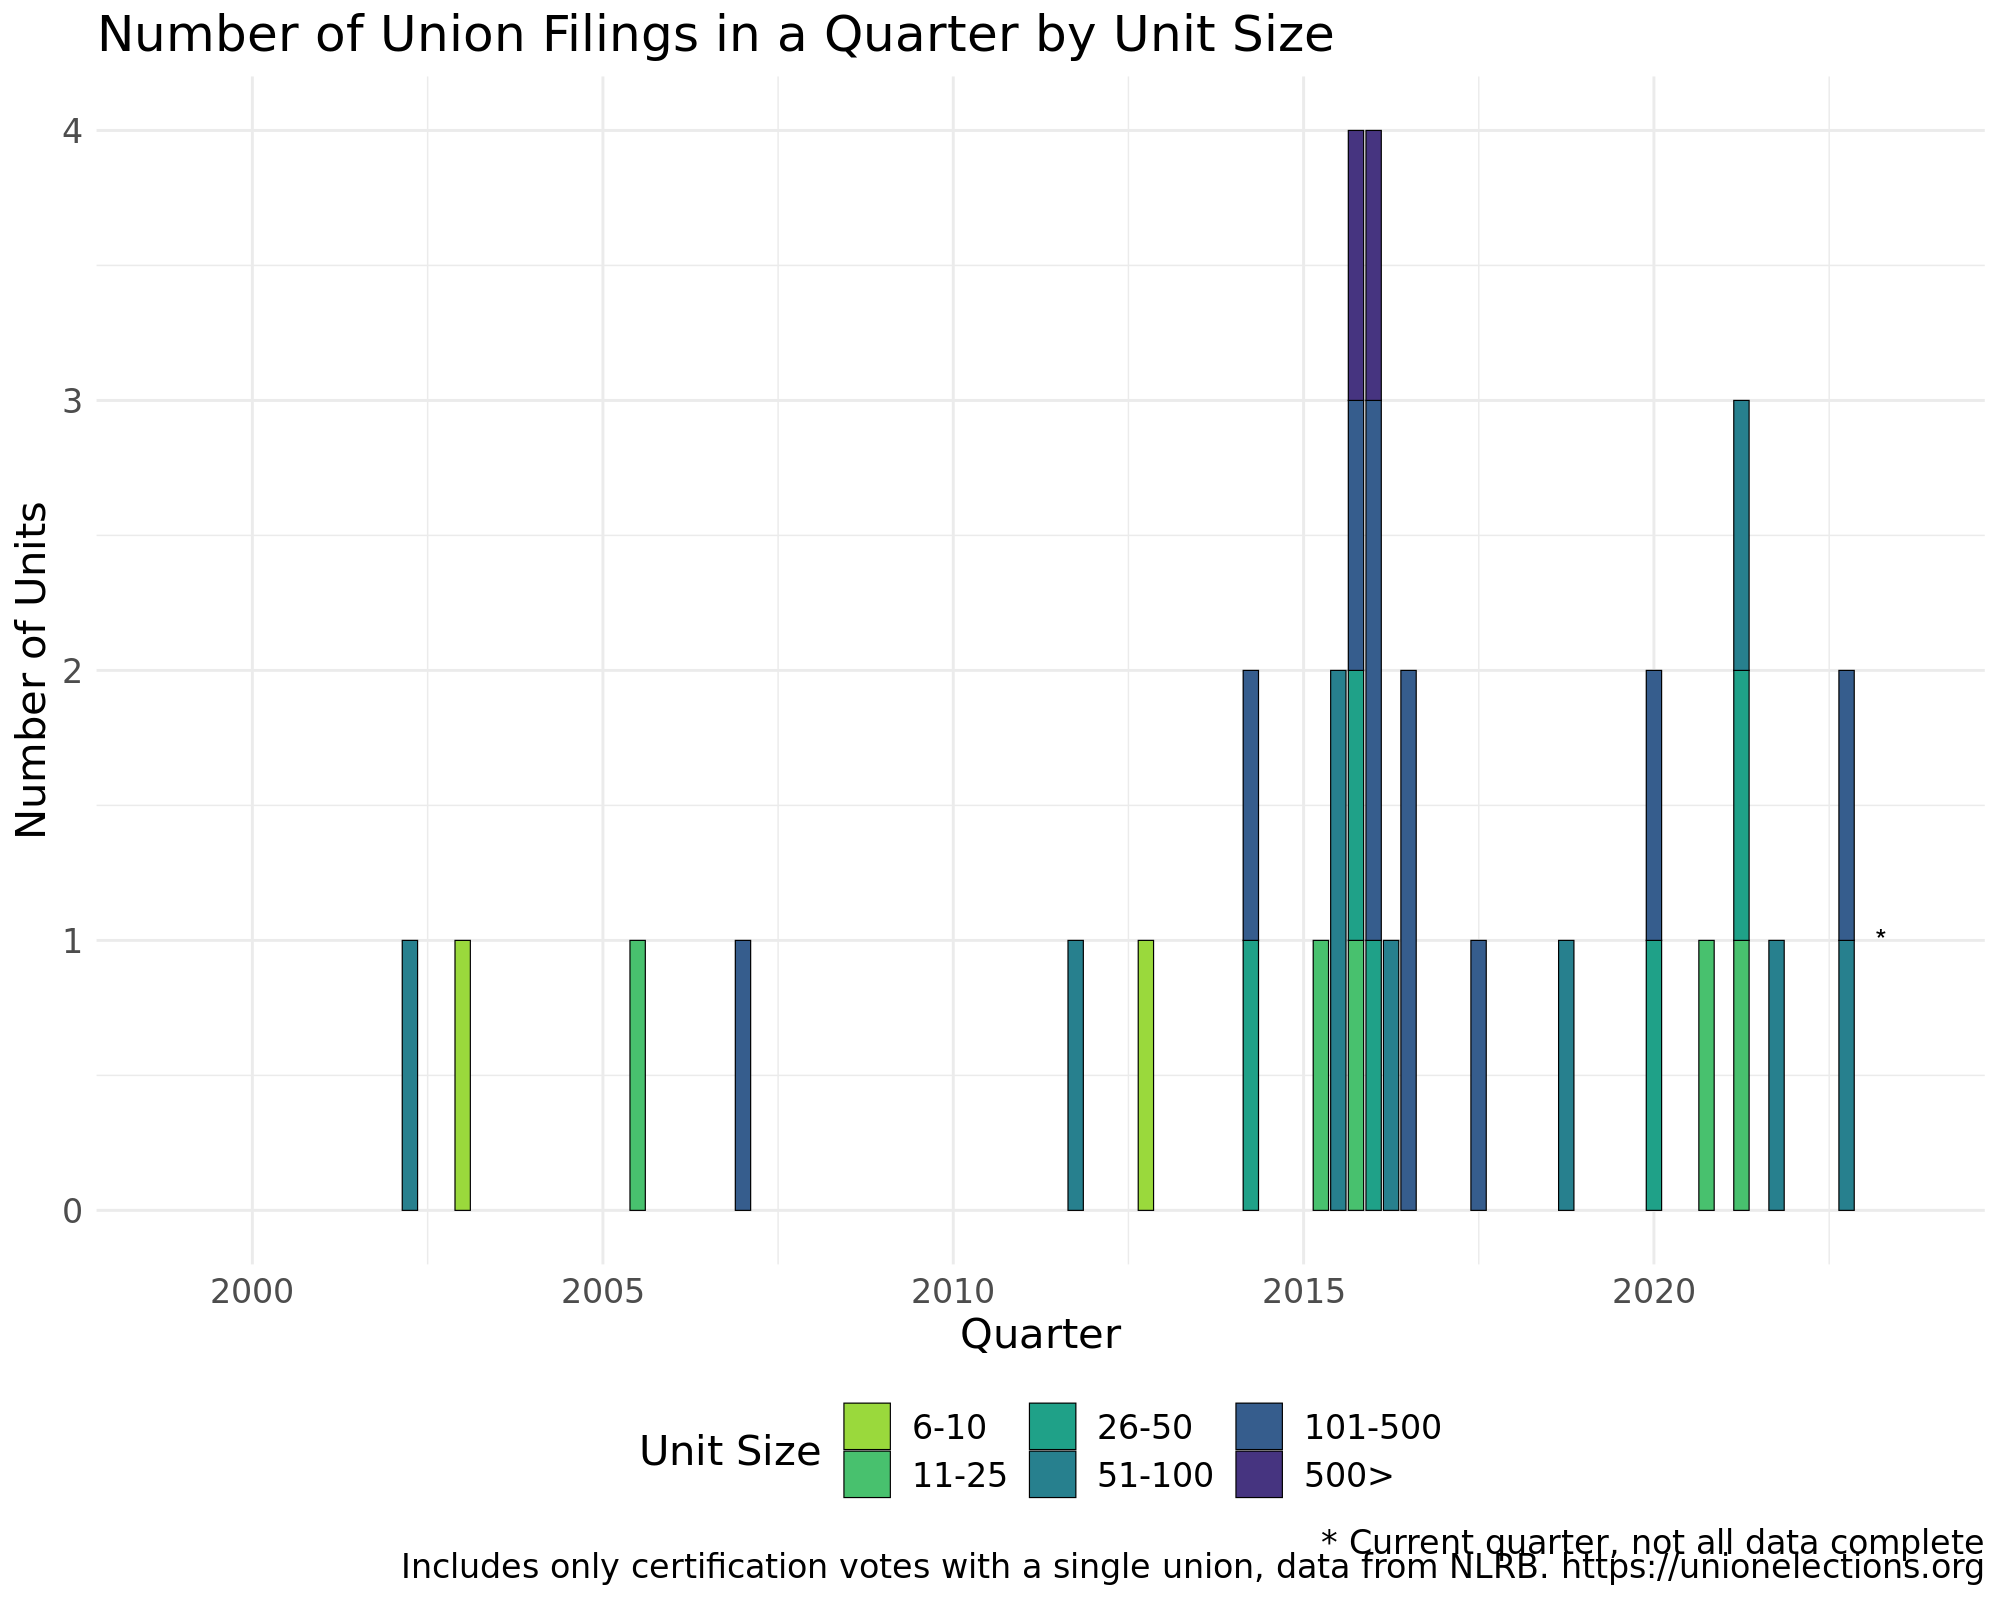 Number of Union Filings in a Quarter by Unit Size
Number of Units
4
3
2
1
0
*
2000 2005 2010 2015 2020
Quarter
Unit Size
6-10 26-50 101-500
11-25 51-100 500>
* Current quarter, not all data complete
Includes only certification votes with a single union, data from NLRB. https://unionelections.org